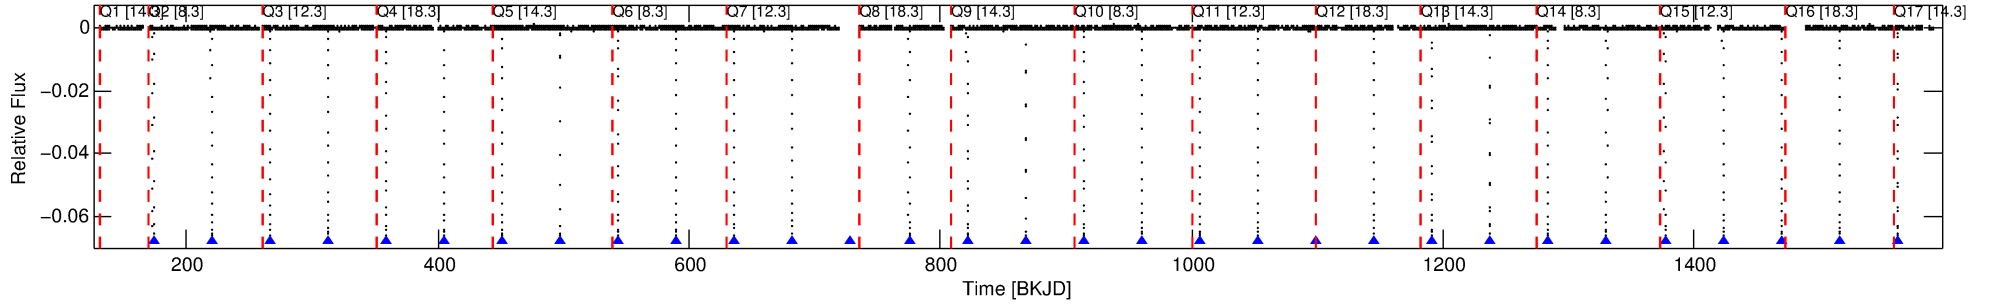 Q1 [14.3] Q2 [8.3] Q3 [12.3] Q4 [18.3] Q5 [14.3] Q6 [8.3] Q7 [12.3] Q8 [18.3] Q9 [14.3] Q10 [8.3] Q11 [12.3] Q12 [18.3] Q13 [14.3] Q14 [8.3] Q15 [12.3] Q16 [18.3] Q17 [14.3]
0
−0.02
−0.04
−0.06
Relative Flux
200 400 600 800 1000 1200 1400
Time [BKJD]